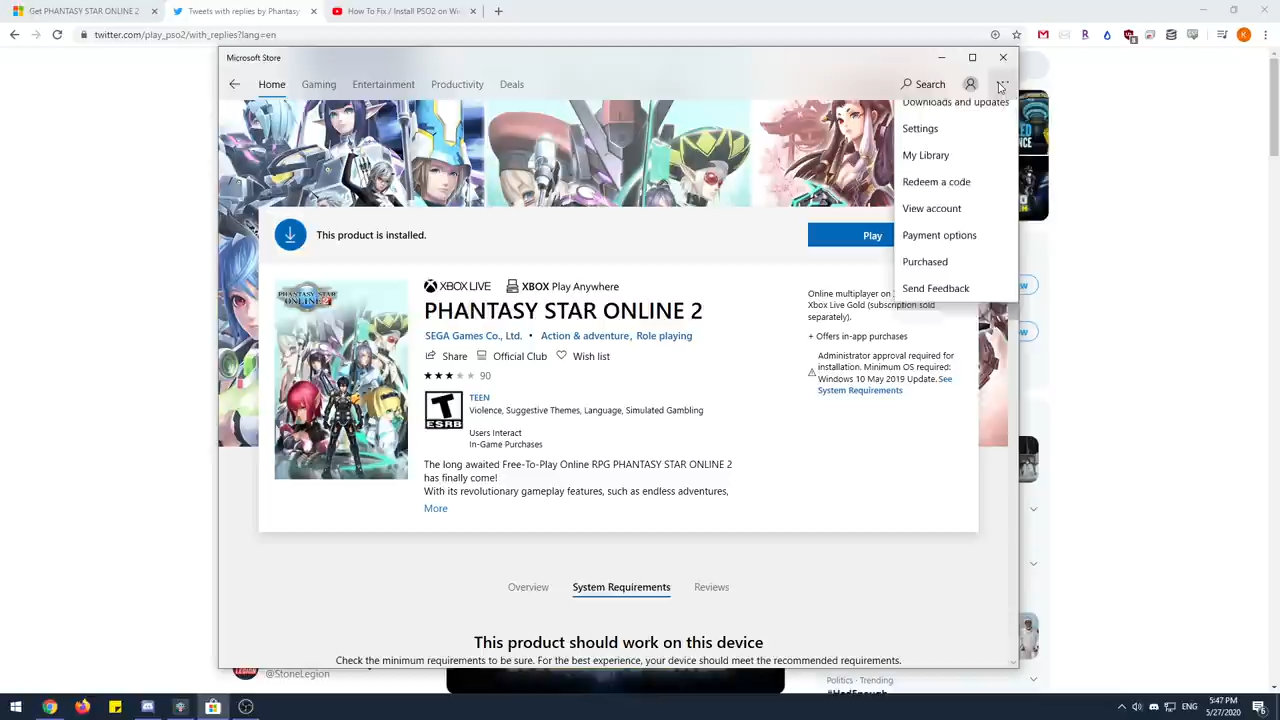 Get PHANTASY STAR ONLINE 2
Tweets with replies by Phantasy
How To Fix / Install PSO2 on Wi
twitter.com/play_pso2/with_replies?lang=en
Microsoft Store
Home
Gaming
Entertainment
Productivity
Deals
Search
Downloads and updates
Settings
My Library
Redeem a code
View account
Payment options
Purchased
Send Feedback
This product is installed.
Play
PHANTASY STAR
ONLINE 2
XBOX LIVE
XBOX Play Anywhere
PHANTASY STAR ONLINE 2
SEGA Games Co., Ltd. • Action & adventure, Role playing
Share
Official Club
Wish list
90
T
ESRB
TEEN
Violence, Suggestive Themes, Language, Simulated Gambling
Users Interact
In-Game Purchases
The long awaited Free-To-Play Online RPG PHANTASY STAR ONLINE 2
has finally come!
With its revolutionary gameplay features, such as endless adventures,
More
Online multiplayer on
Xbox Live Gold (subscription sold
separately).
+ Offers in-app purchases
Administrator approval required for
installation. Minimum OS required:
Windows 10 May 2019 Update. See
System Requirements
Overview
System Requirements
Reviews
This product should work on this device
Check the minimum requirements to be sure. For the best experience, your device should meet the recommended requirements.
@StoneLegion
Politics · Trending
#HadEnough
ENG
5:47 PM
5/27/2020